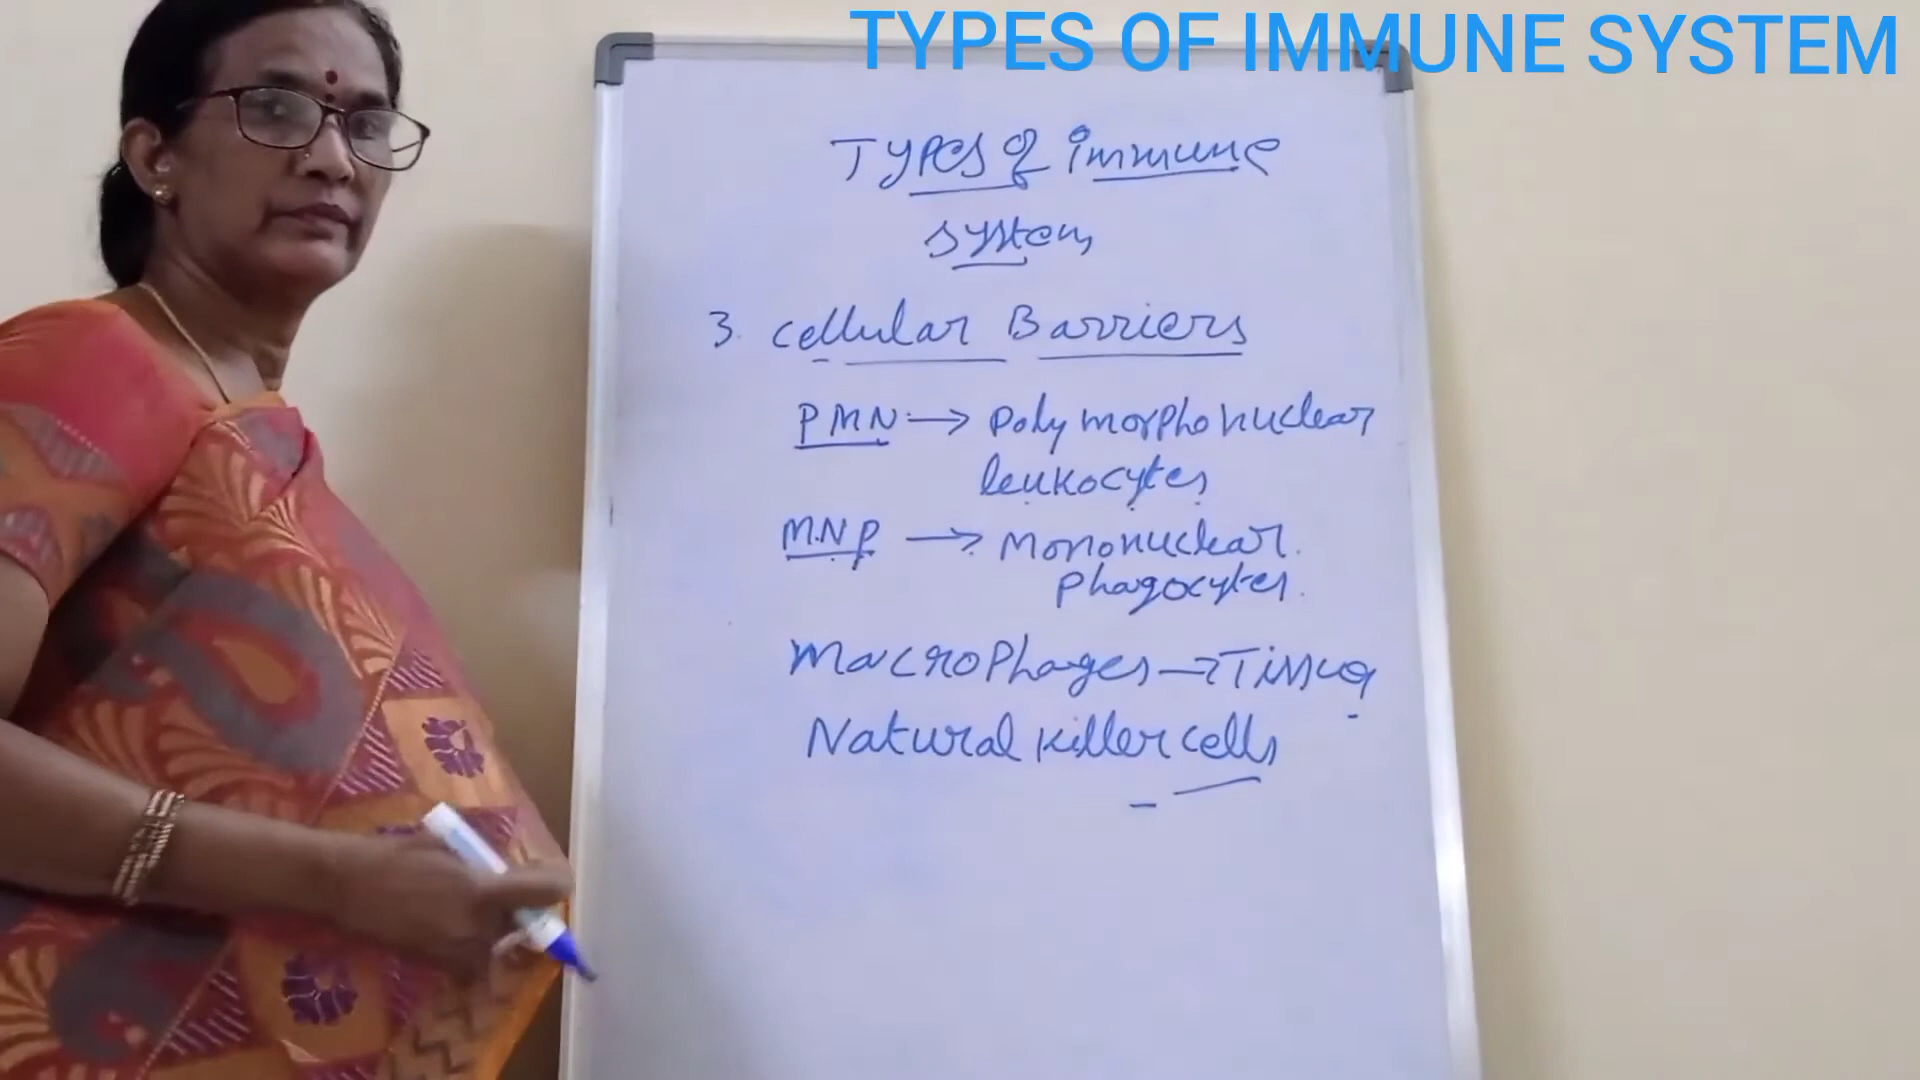 TYPES OF IMMUNE SYSTEM
TYPES of immune
system
3. Cellular Barriers
PMN → Polymorphonuclear
leukocytes
M.N.P → Mononuclear
Phagocytes
Macrophages → Tissue
Natural killer cells